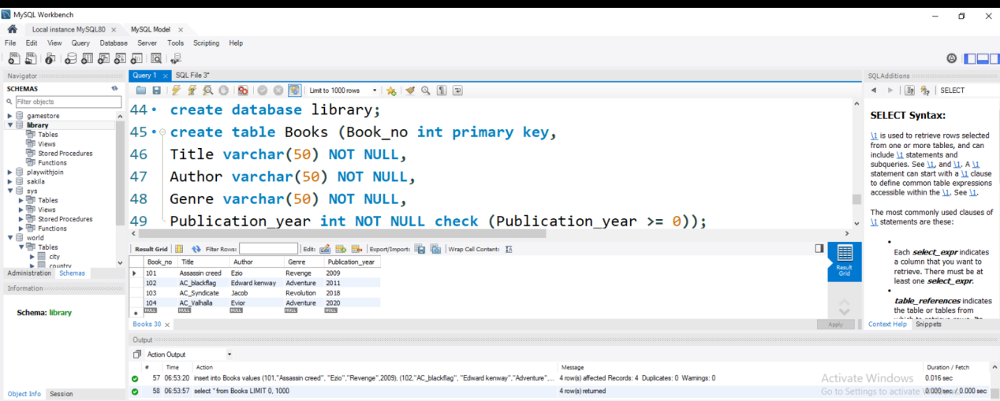 MySQL Workbench
Local instance MySQL80 ×
MySQL Model ×
File Edit View Query Database Server Tools Scripting Help
Navigator
SCHEMAS
Filter objects
gamestore
library
Tables
Views
Stored Procedures
Functions
playwithjoin
sakila
sys
Tables
Views
Stored Procedures
Functions
world
Tables
city
country
Administration Schemas
Information
Schema: library
Object Info Session
Query 1 × SQL File 3*
Limit to 1000 rows
44 create database library;
45 create table Books (Book_no int primary key,
46 Title varchar(50) NOT NULL,
47 Author varchar(50) NOT NULL,
48 Genre varchar(50) NOT NULL,
49 Publication_year int NOT NULL check (Publication_year >= 0));
Result Grid Filter Rows: Edit: Export/Import: Wrap Cell Content:
Book_no Title Author Genre Publication_year
101 Assassin creed Ezio Revenge 2009
102 AC_blackflag Edward kenway Adventure 2011
103 AC_Syndicate Jacob Revolution 2018
104 AC_Valhalla Evior Adventure 2020
NULL NULL NULL NULL NULL
Result
Grid
Books 30 ×
Apply
Output
Action Output
# Time Action Message Duration / Fetch
57 06:53:20 insert into Books values (101,"Assassin creed", "Ezio","Revenge",2009), (102,"AC_blackflag", "Edward kenway","Adventure",... 4 row(s) affected Records: 4 Duplicates: 0 Warnings: 0 0.016 sec
58 06:53:57 select * from Books LIMIT 0, 1000 4 row(s) returned 0.000 sec / 0.000 sec
SQLAdditions
SELECT
SELECT Syntax:
\1 is used to retrieve rows selected
from one or more tables, and can
include \1 statements and
subqueries. See \1, and \1. A \1
statement can start with a \1 clause
to define common table expressions
accessible within the \1. See \1.
The most commonly used clauses of
\1 statements are these:
Each select_expr indicates
a column that you want to
retrieve. There must be at
least one select_expr.
table_references indicates
the table or tables from
Context Help Snippets
Activate Windows
Go to Settings to activate